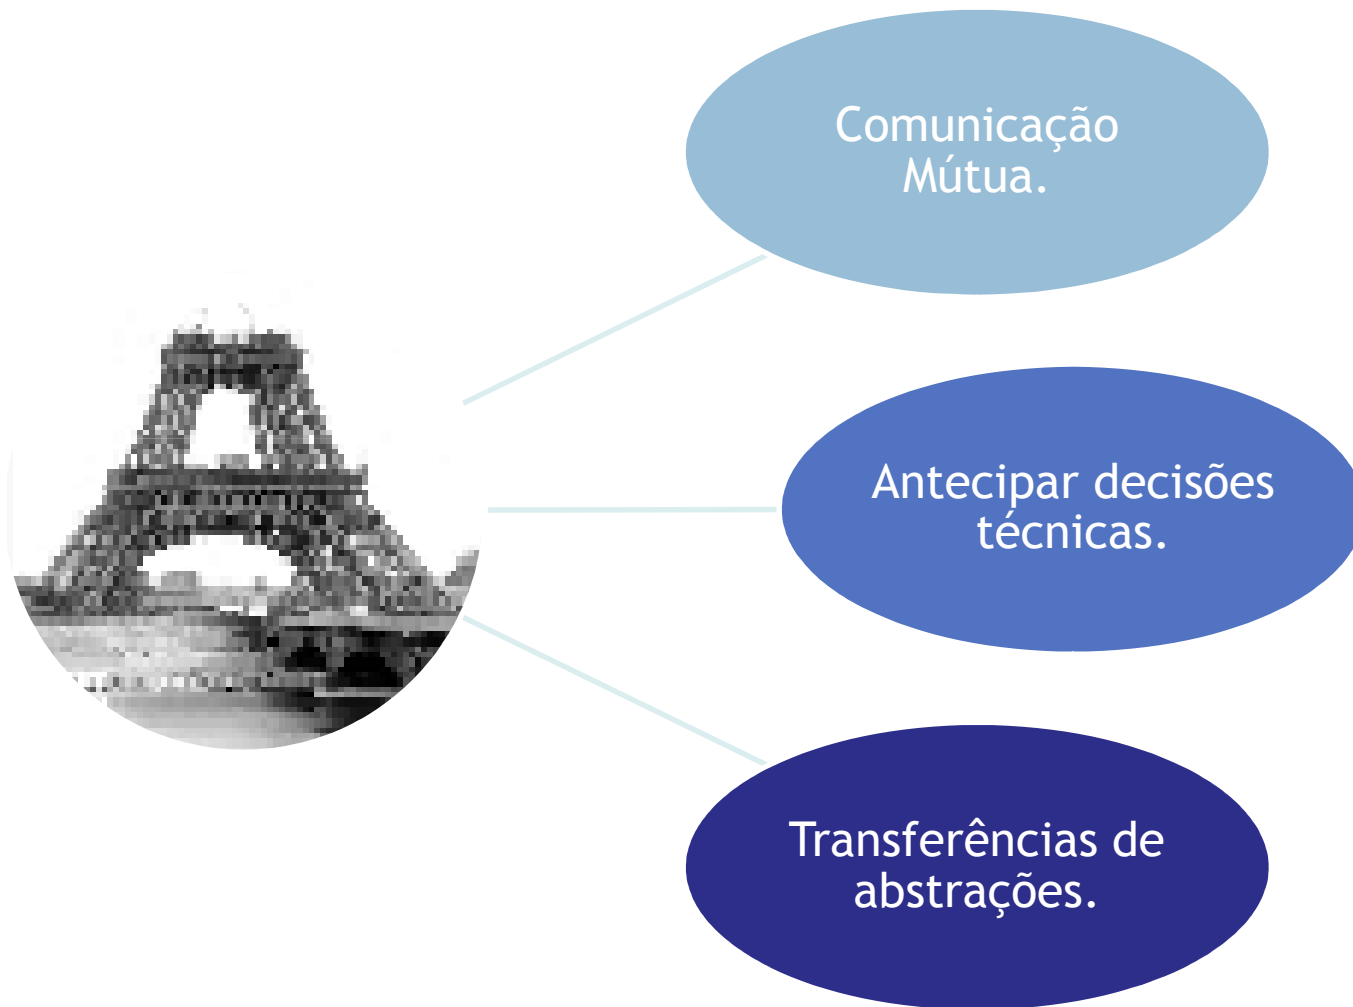 Comunicação
Mútua.
Antecipar decisões
técnicas.
Transferências de
abstrações.